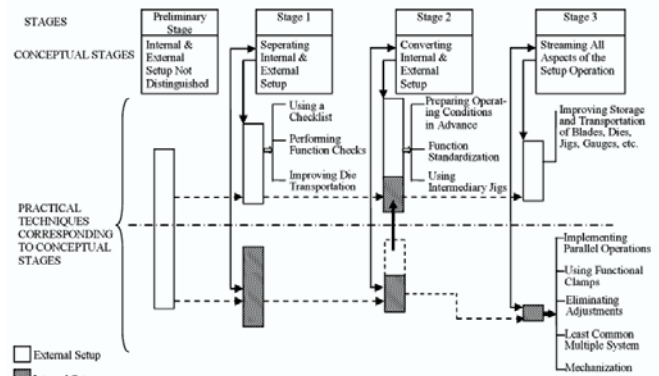 STAGES
Preliminary
Stage
Stage 1
Stage 2
Stage 3
CONCEPTUAL STAGES
Internal &
External
Setup Not
Distinguished
Seperating
Internal &
External
Setup
Converting
Internal &
External
Setup
Streaming All
Aspects of the
Setup Operation
Using a
Checklist
Performing
Function Checks
Improving Die
Transportation
Preparing Operat-
ing Conditions
in Advance
Function
Standardization
Using
Intermediary Jigs
Improving Storage
and Transportation
of Blades, Dies,
Jigs, Gauges, etc.
PRACTICAL
TECHNIQUES
CORRESPONDING
TO CONCEPTUAL
STAGES
Implementing
Parallel Operations
Using Functional
Clamps
Eliminating
Adjustments
Least Common
Multiple System
Mechanization
External Setup